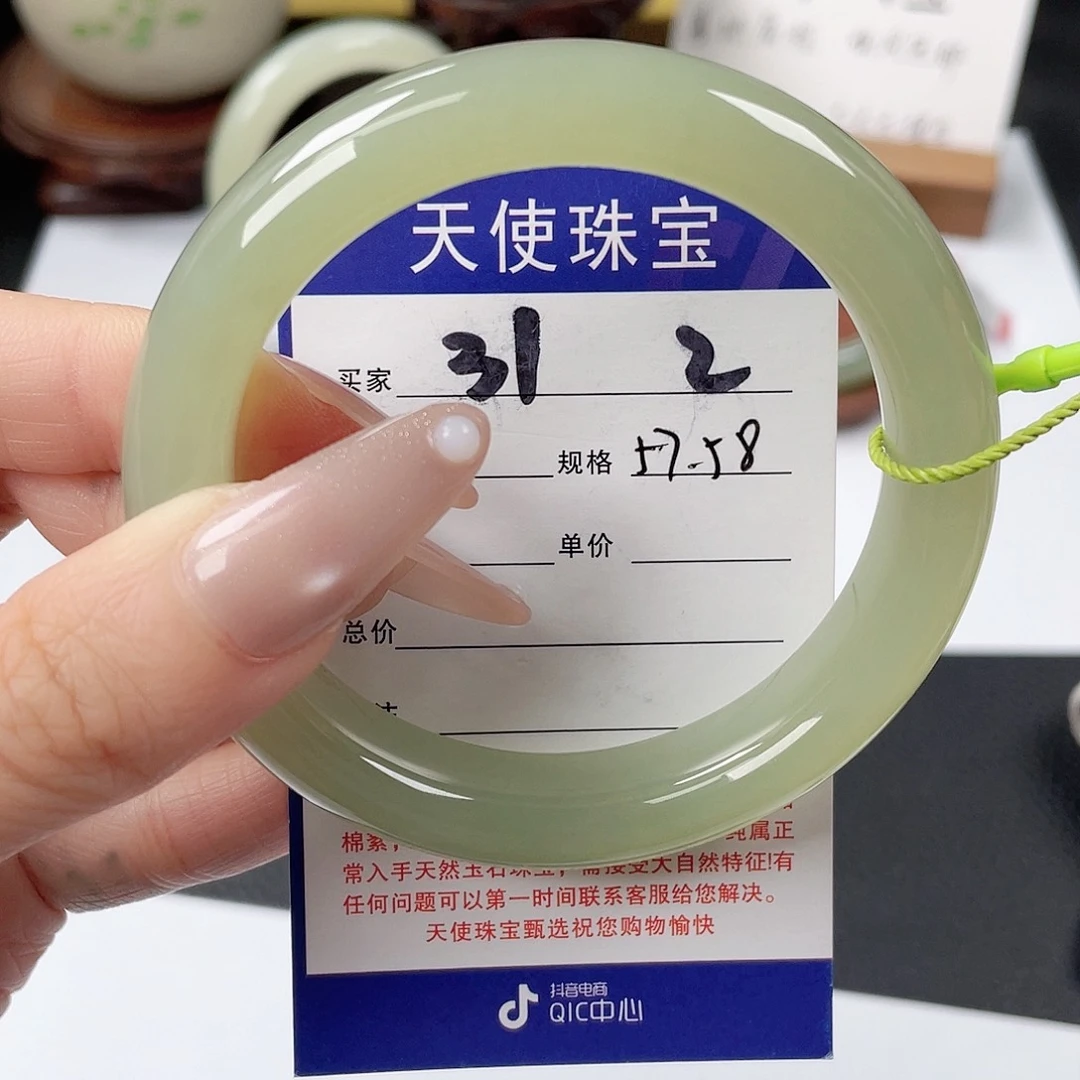 天使珠宝
买家 31 2
规格 57.58
单价
总价
棉絮， 纯属正
常入手天然玉石珠宝，需接受大自然特征!有
任何问题可以第一时间联系客服给您解决。
天使珠宝甄选祝您购物愉快
抖音电商
QIC中心